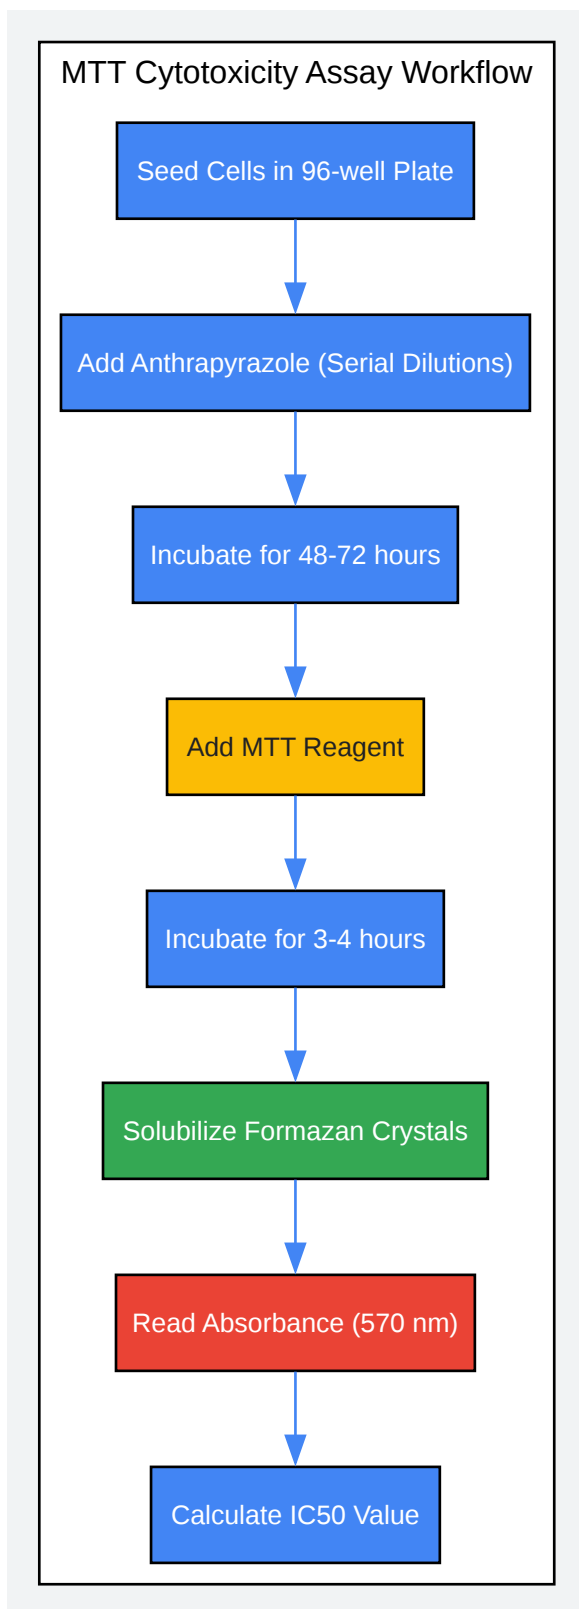 MTT Cytotoxicity Assay Workflow
Seed Cells in 96-well Plate
Add Anthrapyrazole (Serial Dilutions)
Incubate for 48-72 hours
Add MTT Reagent
Incubate for 3-4 hours
Solubilize Formazan Crystals
Read Absorbance (570 nm)
Calculate IC50 Value